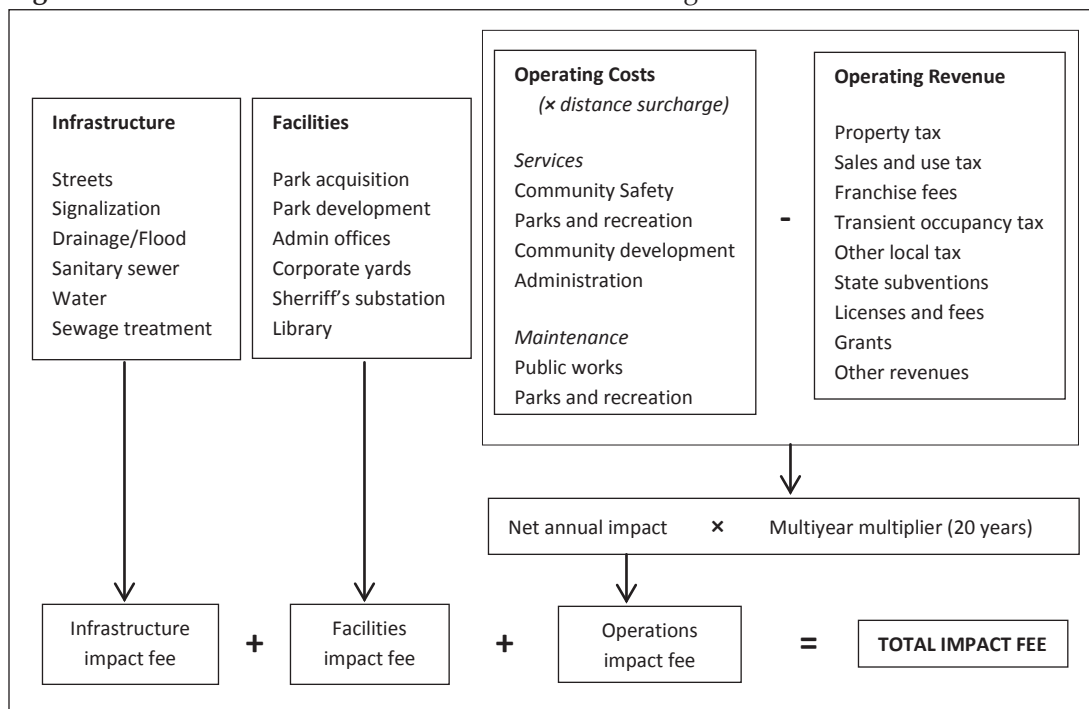 Infrastructure
Streets
Signalization
Drainage/Flood
Sanitary sewer
Water
Sewage treatment
Facilities
Park acquisition
Park development
Admin offices
Corporate yards
Sherriff’s substation
Library
Operating Costs
(× distance surcharge)
Services
Community Safety
Parks and recreation
Community development
Administration
Maintenance
Public works
Parks and recreation
-
Operating Revenue
Property tax
Sales and use tax
Franchise fees
Transient occupancy tax
Other local tax
State subventions
Licenses and fees
Grants
Other revenues
Net annual impact × Multiyear multiplier (20 years)
Infrastructure
impact fee
+
Facilities
impact fee
+
Operations
impact fee
=
TOTAL IMPACT FEE